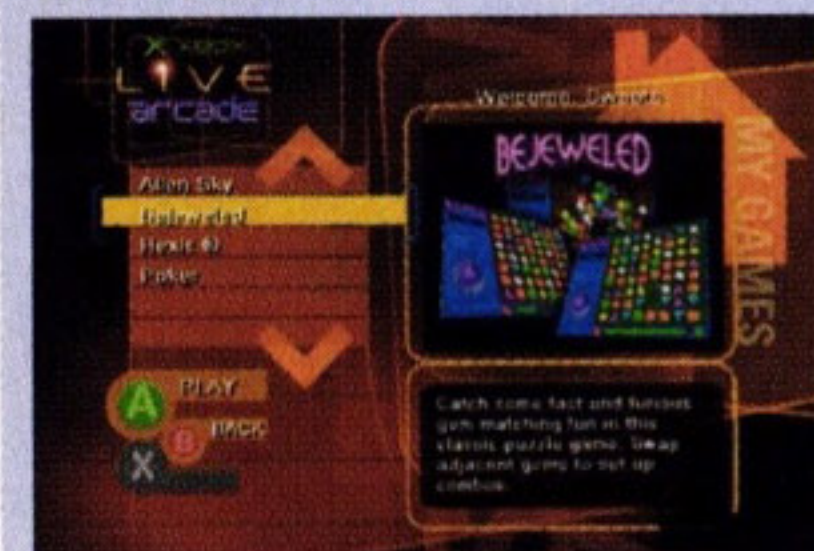 XBOX
LIVE
arcade
Welcome,
BEJEWELED
MY GAMES
Alien Sky
Bejeweled
Hexic
Poker
A PLAY
B BACK
X
Catch some fast and furious
gem matching fun in this
classic puzzle game. Swap
adjacent gems to set up
combos.